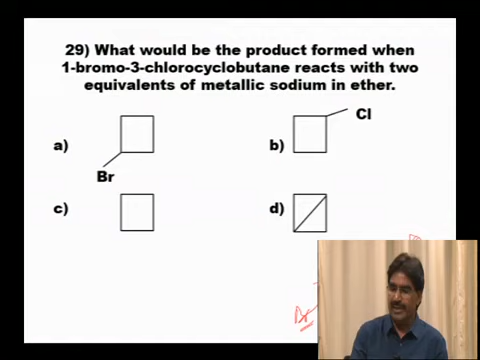 29) What would be the product formed when
1-bromo-3-chlorocyclobutane reacts with two
equivalents of metallic sodium in ether.
a)
Br
b)
Cl
c)
d)